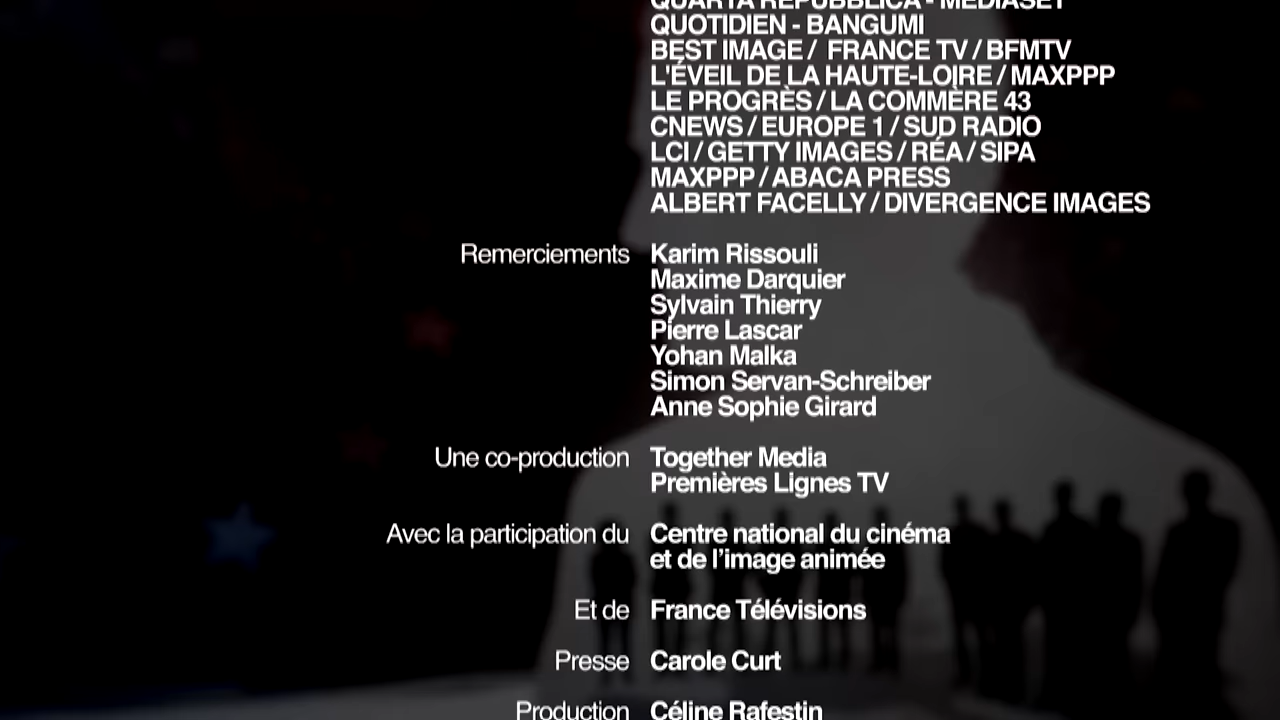 QUARTA REPUBBLICA - MEDIASET
QUOTIDIEN - BANGUMI
BEST IMAGE / FRANCE TV / BFMTV
L'ÉVEIL DE LA HAUTE-LOIRE / MAXPPP
LE PROGRÈS / LA COMMÈRE 43
CNEWS / EUROPE 1 / SUD RADIO
LCI / GETTY IMAGES / RÉA / SIPA
MAXPPP / ABACA PRESS
ALBERT FACELLY / DIVERGENCE IMAGES
Remerciements Karim Rissouli
Maxime Darquier
Sylvain Thierry
Pierre Lascar
Yohan Malka
Simon Servan-Schreiber
Anne Sophie Girard
Une co-production Together Media
Premières Lignes TV
Avec la participation du Centre national du cinéma
et de l’image animée
Et de France Télévisions
Presse Carole Curt
Production Céline Rafestin